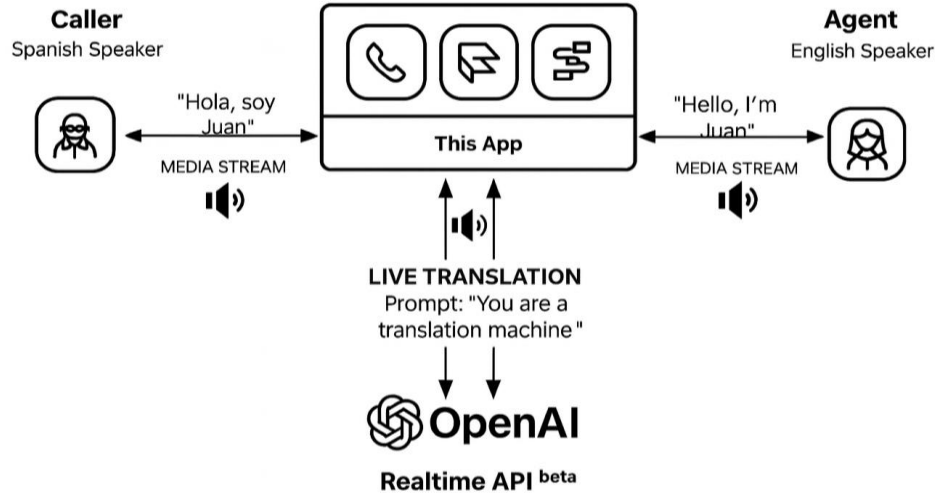 Caller
Spanish Speaker
"Hola, soy
Juan"
MEDIA STREAM
This App
Agent
English Speaker
"Hello, I'm
Juan"
MEDIA STREAM
LIVE TRANSLATION
Prompt: "You are a
translation machine"
OpenAI
Realtime API beta